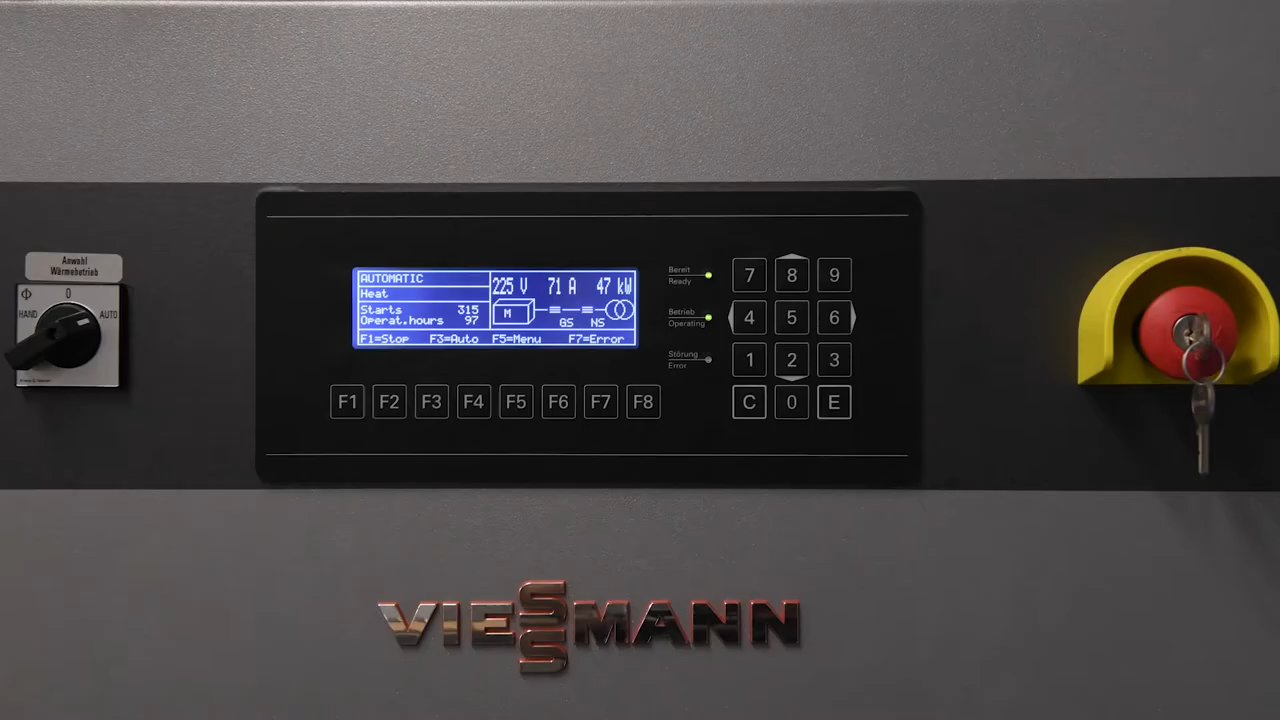 Anwahl
Wärmebetrieb
0
HAND
AUTO
AUTOMATIC
Heat
Starts 315
Operat.hours 97
225 V 71 A 47 kW
M
GS NS
F1=Stop F3=Auto F5=Menu F7=Error
Bereit
Ready
Betrieb
Operating
Störung
Error
7 8 9
4 5 6
1 2 3
C 0 E
F1 F2 F3 F4 F5 F6 F7 F8
VIESSMANN